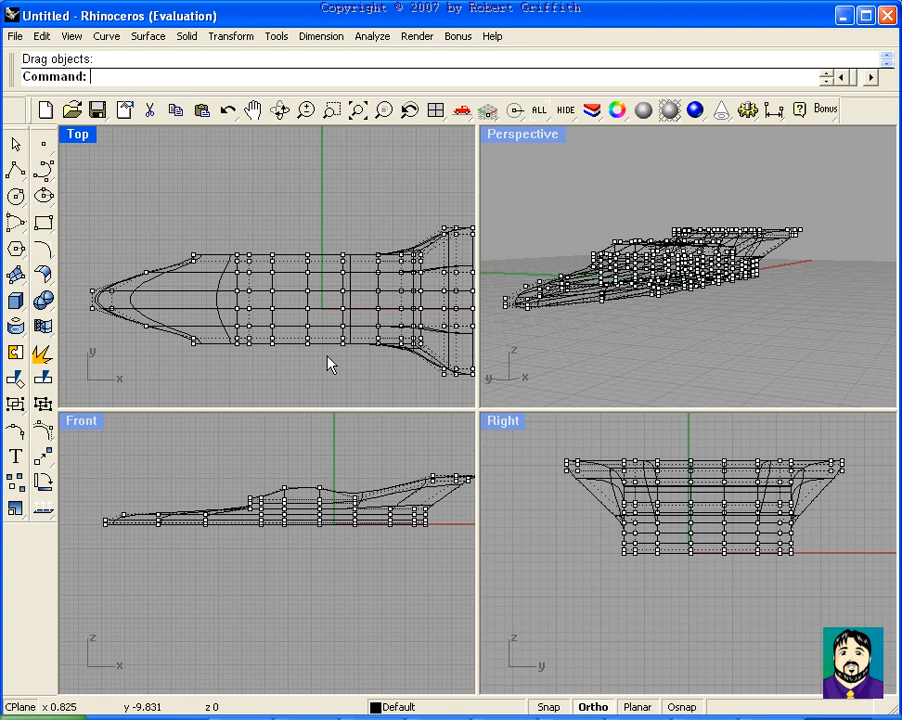 Copyright © 2007 by Robert Griffith
Untitled - Rhinoceros (Evaluation)
File Edit View Curve Surface Solid Transform Tools Dimension Analyze Render Bonus Help
Drag objects:
Command:
ALL HIDE Bonus
Top
Perspective
y
x
z
y x
Front
Right
z
x
z
y
T
CPlane x 0.825 y -9.831 z 0 Default Snap Ortho Planar Osnap